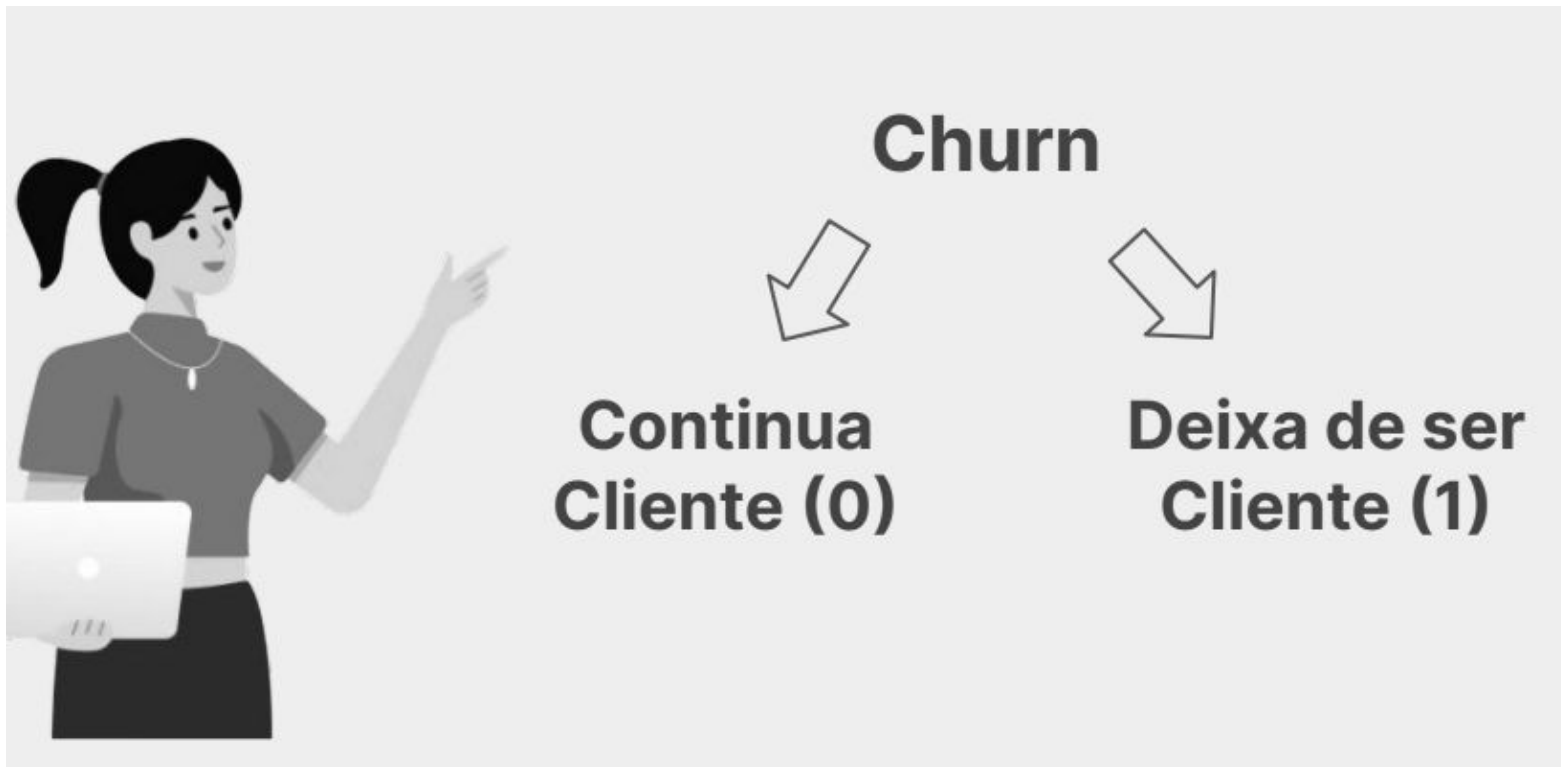 Churn
Continua
Cliente (0)
Deixa de ser
Cliente (1)